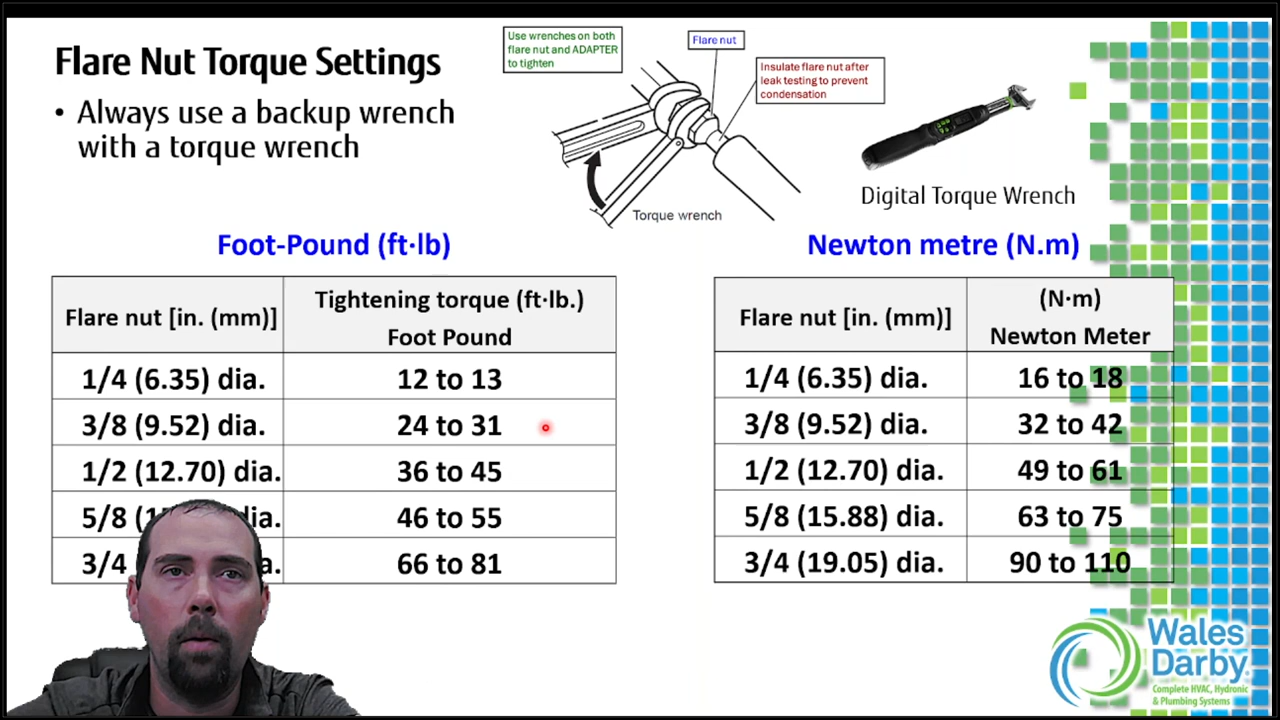 Flare Nut Torque Settings
• Always use a backup wrench
with a torque wrench
Use wrenches on both
flare nut and ADAPTER
to tighten
Flare nut
Insulate flare nut after
leak testing to prevent
condensation
Torque wrench
Digital Torque Wrench
Foot-Pound (ft·lb)
Flare nut [in. (mm)]
Tightening torque (ft·lb.)
Foot Pound
1/4 (6.35) dia. 12 to 13
3/8 (9.52) dia. 24 to 31
1/2 (12.70) dia. 36 to 45
5/8 dia. 46 to 55
3/4 66 to 81
Newton metre (N.m)
Flare nut [in. (mm)]
(N·m)
Newton Meter
1/4 (6.35) dia. 16 to 18
3/8 (9.52) dia. 32 to 42
1/2 (12.70) dia. 49 to 61
5/8 (15.88) dia. 63 to 75
3/4 (19.05) dia. 90 to 110
Wales
Darby
Complete HVAC, Hydronic
& Plumbing Systems